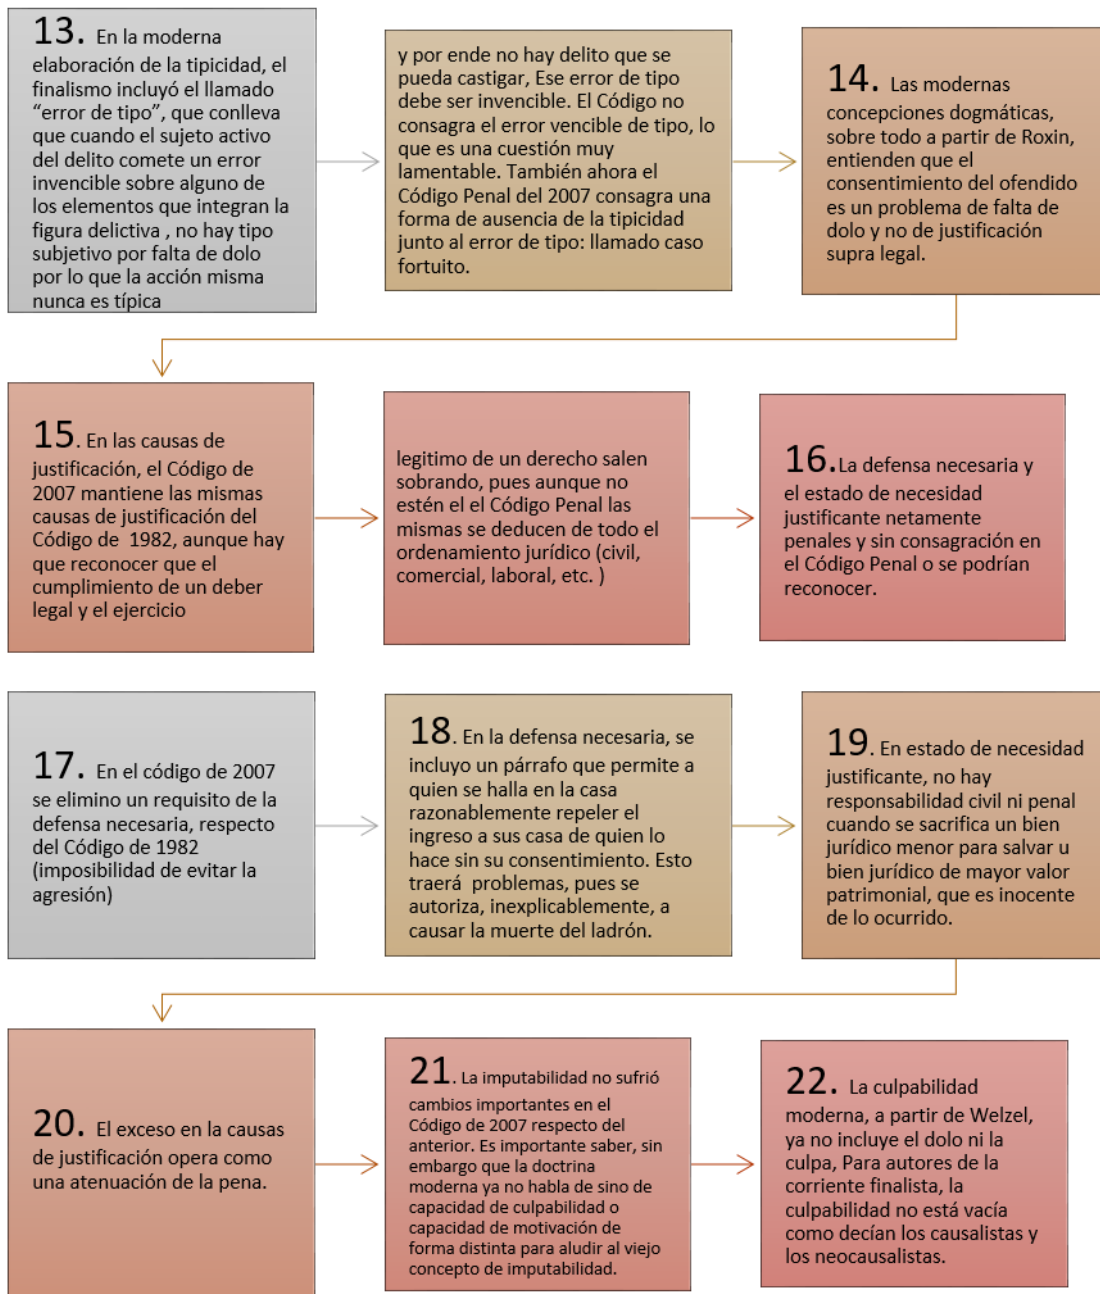 13. En la moderna
elaboración de la tipicidad, el
finalismo incluyó el llamado
“error de tipo”, que conlleva
que cuando el sujeto activo
del delito comete un error
invencible sobre alguno de
los elementos que integran la
figura delictiva , no hay tipo
subjetivo por falta de dolo
por lo que la acción misma
nunca es típica
y por ende no hay delito que se
pueda castigar, Ese error de tipo
debe ser invencible. El Código no
consagra el error vencible de tipo, lo
que es una cuestión muy
lamentable. También ahora el
Código Penal del 2007 consagra una
forma de ausencia de la tipicidad
junto al error de tipo: llamado caso
fortuito.
14. Las modernas
concepciones dogmáticas,
sobre todo a partir de Roxin,
entienden que el
consentimiento del ofendido
es un problema de falta de
dolo y no de justificación
supra legal.
15. En las causas de
justificación, el Código de
2007 mantiene las mismas
causas de justificación del
Código de 1982, aunque hay
que reconocer que el
cumplimiento de un deber
legal y el ejercicio
legitimo de un derecho salen
sobrando, pues aunque no
estén el el Código Penal las
mismas se deducen de todo el
ordenamiento jurídico (civil,
comercial, laboral, etc. )
16.La defensa necesaria y
el estado de necesidad
justificante netamente
penales y sin consagración en
el Código Penal o se podrían
reconocer.
17. En el código de 2007
se elimino un requisito de la
defensa necesaria, respecto
del Código de 1982
(imposibilidad de evitar la
agresión)
18. En la defensa necesaria, se
incluyo un párrafo que permite a
quien se halla en la casa
razonablemente repeler el
ingreso a sus casa de quien lo
hace sin su consentimiento. Esto
traerá problemas, pues se
autoriza, inexplicablemente, a
causar la muerte del ladrón.
19. En estado de necesidad
justificante, no hay
responsabilidad civil ni penal
cuando se sacrifica un bien
jurídico menor para salvar u
bien jurídico de mayor valor
patrimonial, que es inocente
de lo ocurrido.
20. El exceso en la causas
de justificación opera como
una atenuación de la pena.
21. La imputabilidad no sufrió
cambios importantes en el
Código de 2007 respecto del
anterior. Es importante saber, sin
embargo que la doctrina
moderna ya no habla de sino de
capacidad de culpabilidad o
capacidad de motivación de
forma distinta para aludir al viejo
concepto de imputabilidad.
22. La culpabilidad
moderna, a partir de Welzel,
ya no incluye el dolo ni la
culpa, Para autores de la
corriente finalista, la
culpabilidad no está vacía
como decían los causalistas y
los neocausalistas.